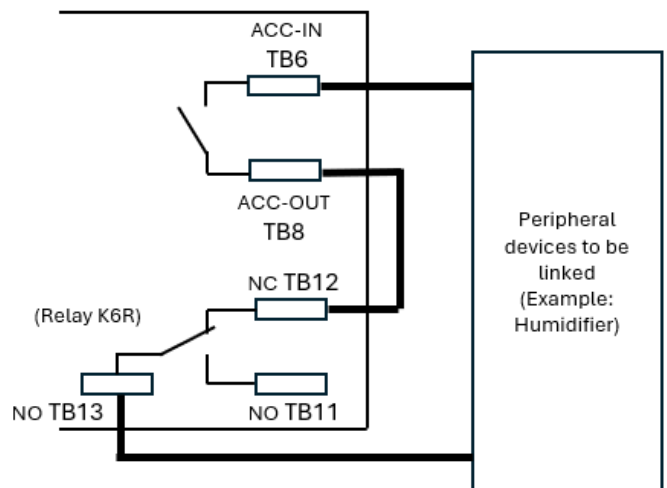 ACC-IN
TB6
ACC-OUT
TB8
NC TB12
(Relay K6R)
NO TB13
NO TB11
Peripheral
devices to be
linked
(Example:
Humidifier)